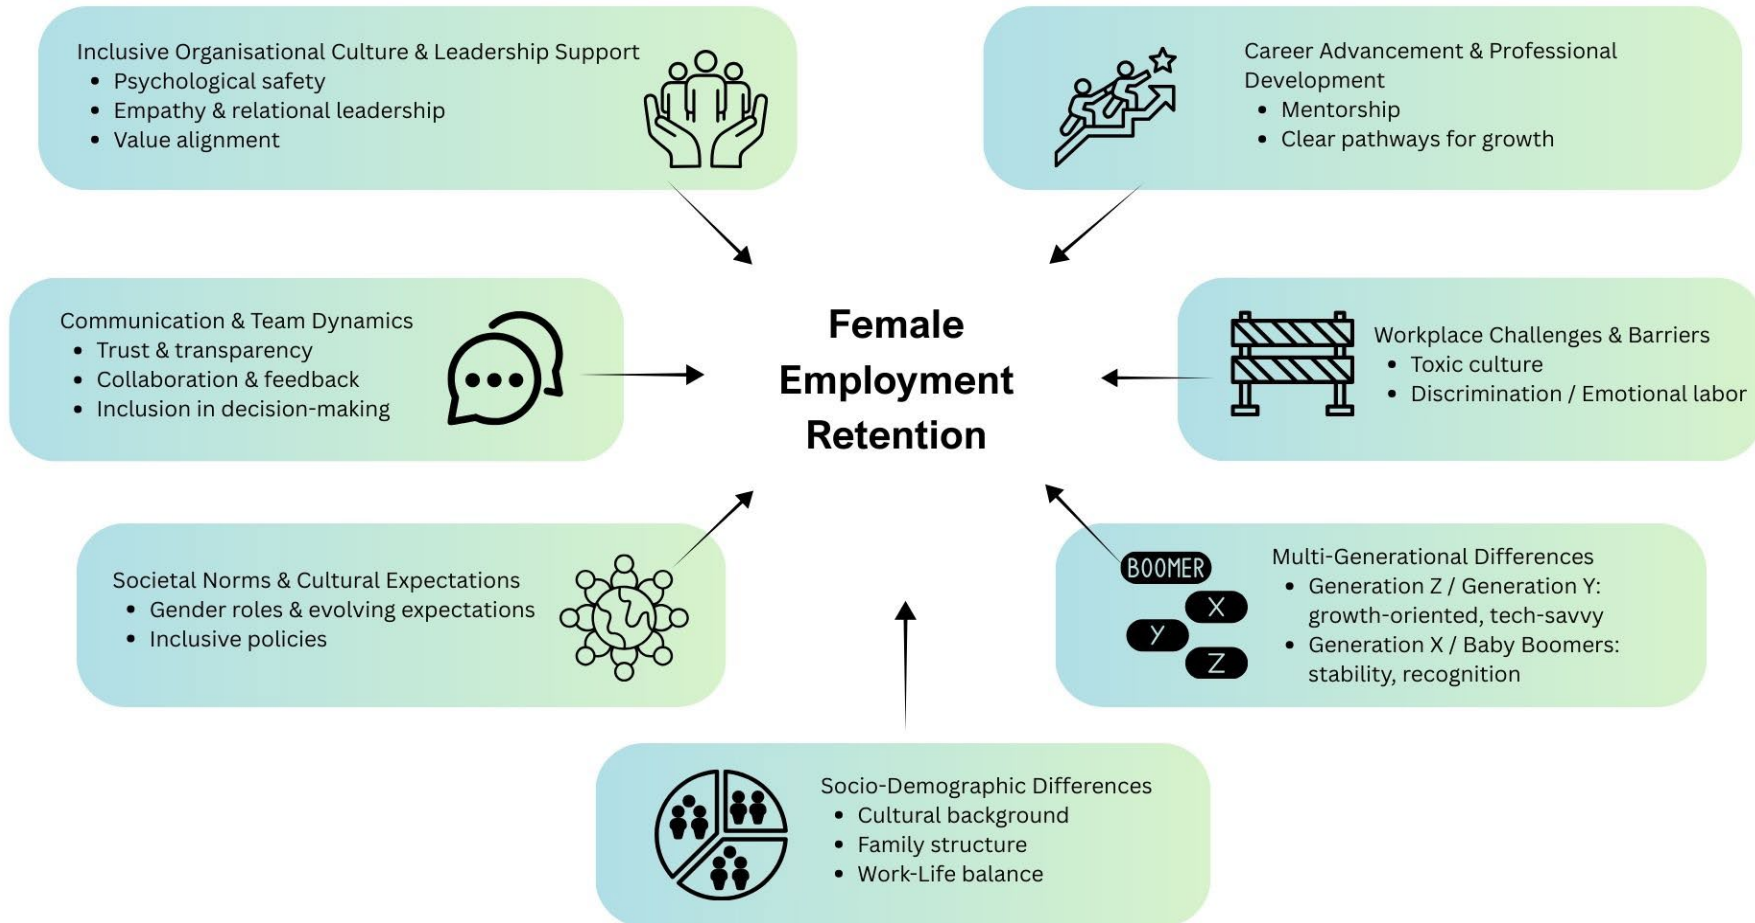 Inclusive Organisational Culture & Leadership Support
• Psychological safety
• Empathy & relational leadership
• Value alignment
Career Advancement & Professional
Development
• Mentorship
• Clear pathways for growth
Communication & Team Dynamics
• Trust & transparency
• Collaboration & feedback
• Inclusion in decision-making
Female
Employment
Retention
Workplace Challenges & Barriers
• Toxic culture
• Discrimination / Emotional labor
Societal Norms & Cultural Expectations
• Gender roles & evolving expectations
• Inclusive policies
BOOMER
X
Y
Z
Multi-Generational Differences
• Generation Z / Generation Y:
growth-oriented, tech-savvy
• Generation X / Baby Boomers:
stability, recognition
Socio-Demographic Differences
• Cultural background
• Family structure
• Work-Life balance